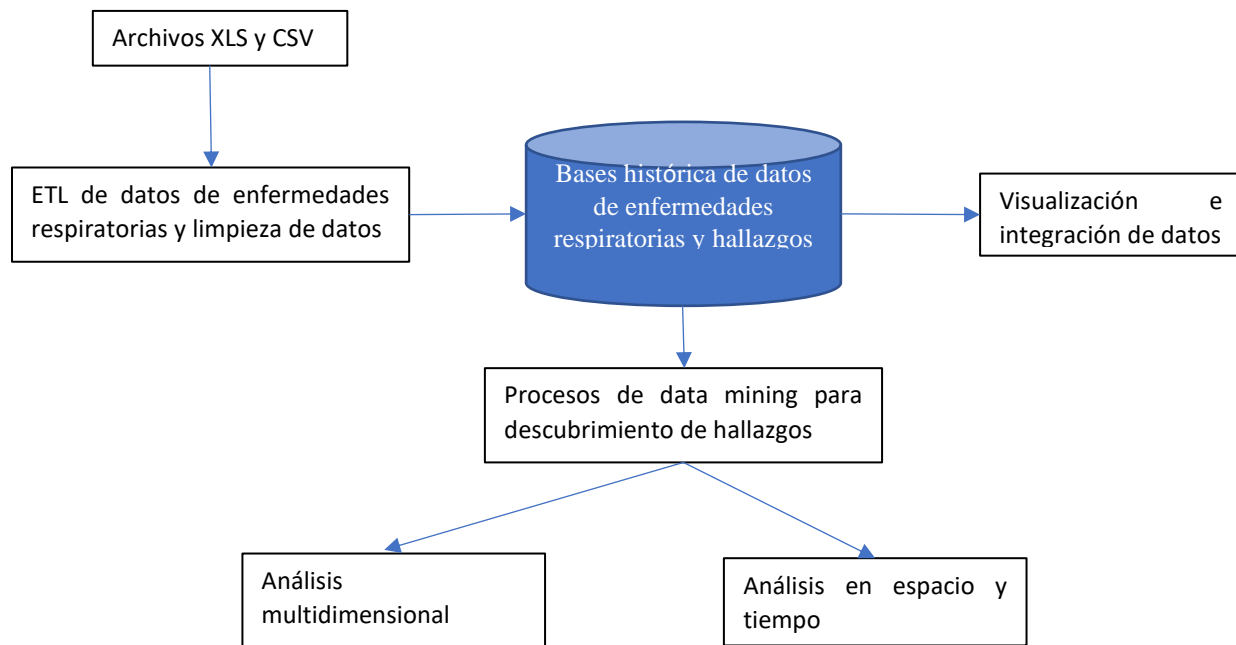 Archivos XLS y CSV
ETL de datos de enfermedades
respiratorias y limpieza de datos
Bases histórica de datos
de enfermedades
respiratorias y hallazgos
Visualización e
integración de datos
Procesos de data mining para
descubrimiento de hallazgos
Análisis
multidimensional
Análisis en espacio y
tiempo